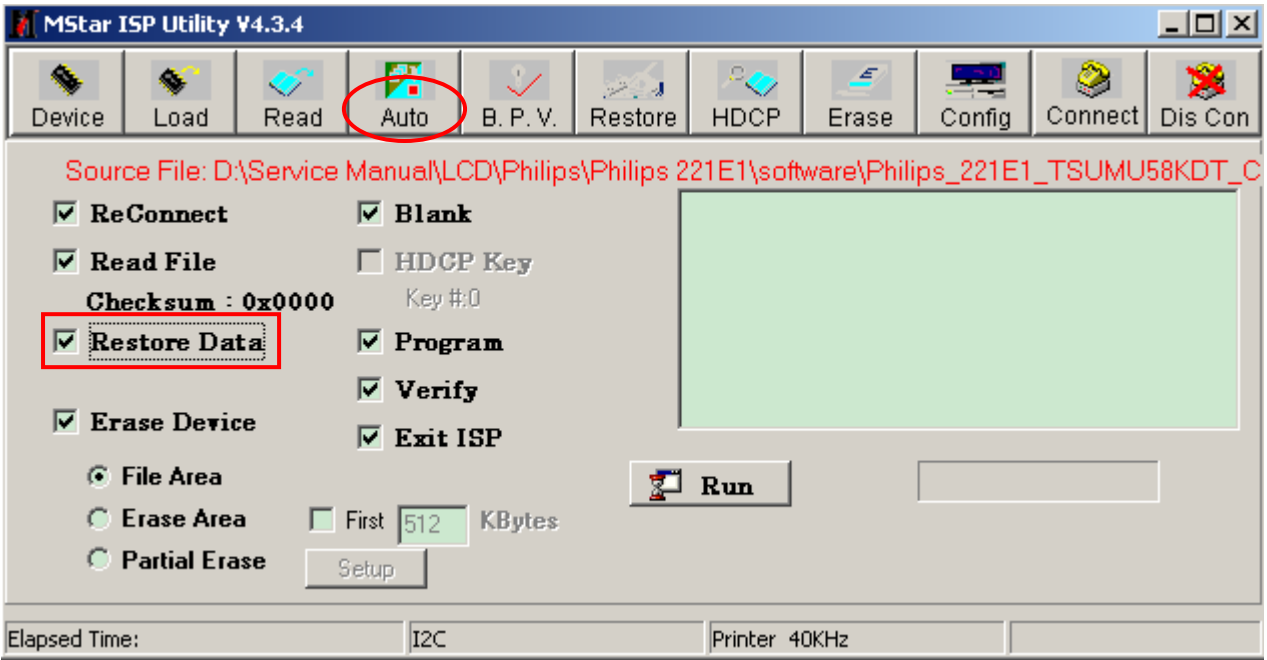 MStar ISP Utility V4.3.4
Device Load Read Auto B. P. V. Restore HDCP Erase Config Connect Dis Con
Source File: D:\Service Manual\LCD\Philips\Philips 221E1\software\Philips_221E1_TSUMU58KDT_C
ReConnect Blank
Read File HDCP Key
Checksum : 0x0000 Key #:0
Restore Data Program
Verify
Erase Device Exit ISP
File Area Run
Erase Area First 512 KBytes
Partial Erase Setup
Elapsed Time: I2C Printer 40KHz